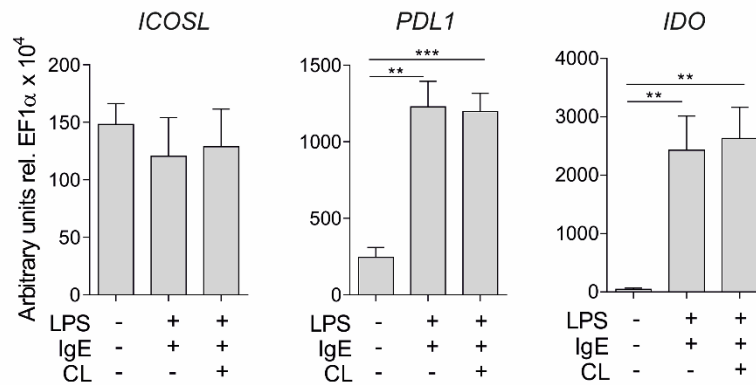 ICOSL PDL1 IDO
Arbitrary units rel. EF1α x 10⁴
200
150
100
50
0
LPS - + +
IgE - + +
CL - - +
1500
1000
500
0
** ***
LPS - + +
IgE - + +
CL - - +
4000
3000
2000
1000
0
** **
LPS - + +
IgE - + +
CL - - +